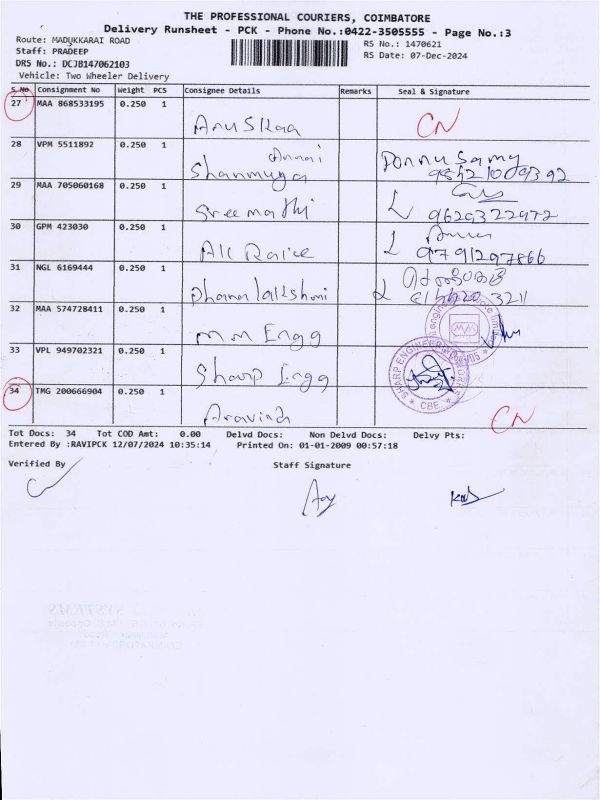 THE PROFESSIONAL COURIERS, COIMBATORE
Delivery Runsheet - PCK - Phone No.:0422-3505555 - Page No.:3
Route: MADUKKARAI ROAD
RS No.: 1470621
Staff: PRADEEP
RS Date: 07-Dec-2024
DRS No.: DCJB147062103
Vehicle: Two Wheeler Delivery
S.No Consignment No Weight PCS Consignee Details Remarks Seal & Signature
27 MAA 868533195 0.250 1
Anuskaa CN
28 VPM 5511892 0.250 1
Annai
Shanmuga Ponnusamy
29 MAA 705060168 0.250 1
Sreemathi 9629322972
30 GPM 423030 0.250 1
9791297866
31 NGL 6169444 0.250 1
Dhanalakshmi
32 MAA 574728411 0.250 1
MM Engg
33 VPL 949702321 0.250 1
Sharp Engg
SHARP ENGINEERING CBE
34 TMG 200666904 0.250 1
Aravind CN
Tot Docs: 34 Tot COD Amt: 0.00 Delvd Docs: Non Delvd Docs: Delvy Pts:
Entered By :RAVIPCK 12/07/2024 10:35:14 Printed On: 01-01-2009 00:57:18
Verified By Staff Signature